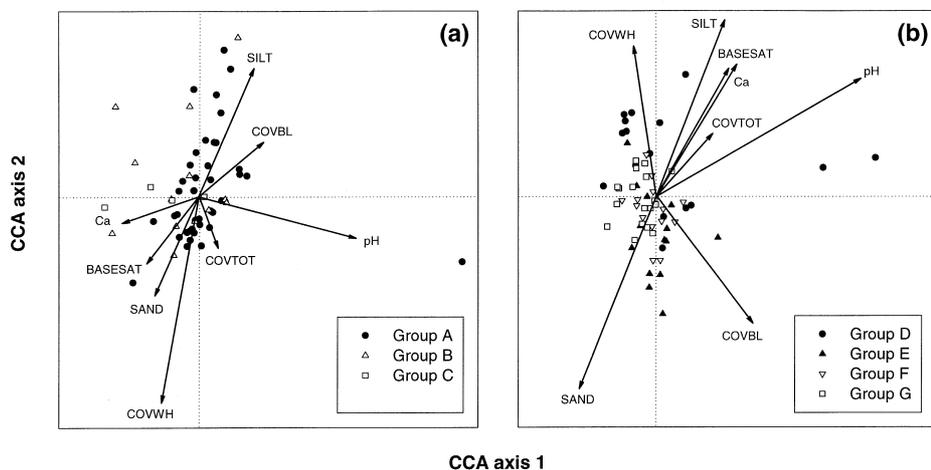 (a)
SILT
COVBL
Ca
pH
BASESAT
COVTOT
SAND
COVWH
Group A
Group B
Group C
(b)
SILT
COVWH
BASESAT
Ca
pH
COVTOT
COVBL
SAND
Group D
Group E
Group F
Group G
CCA axis 2
CCA axis 1